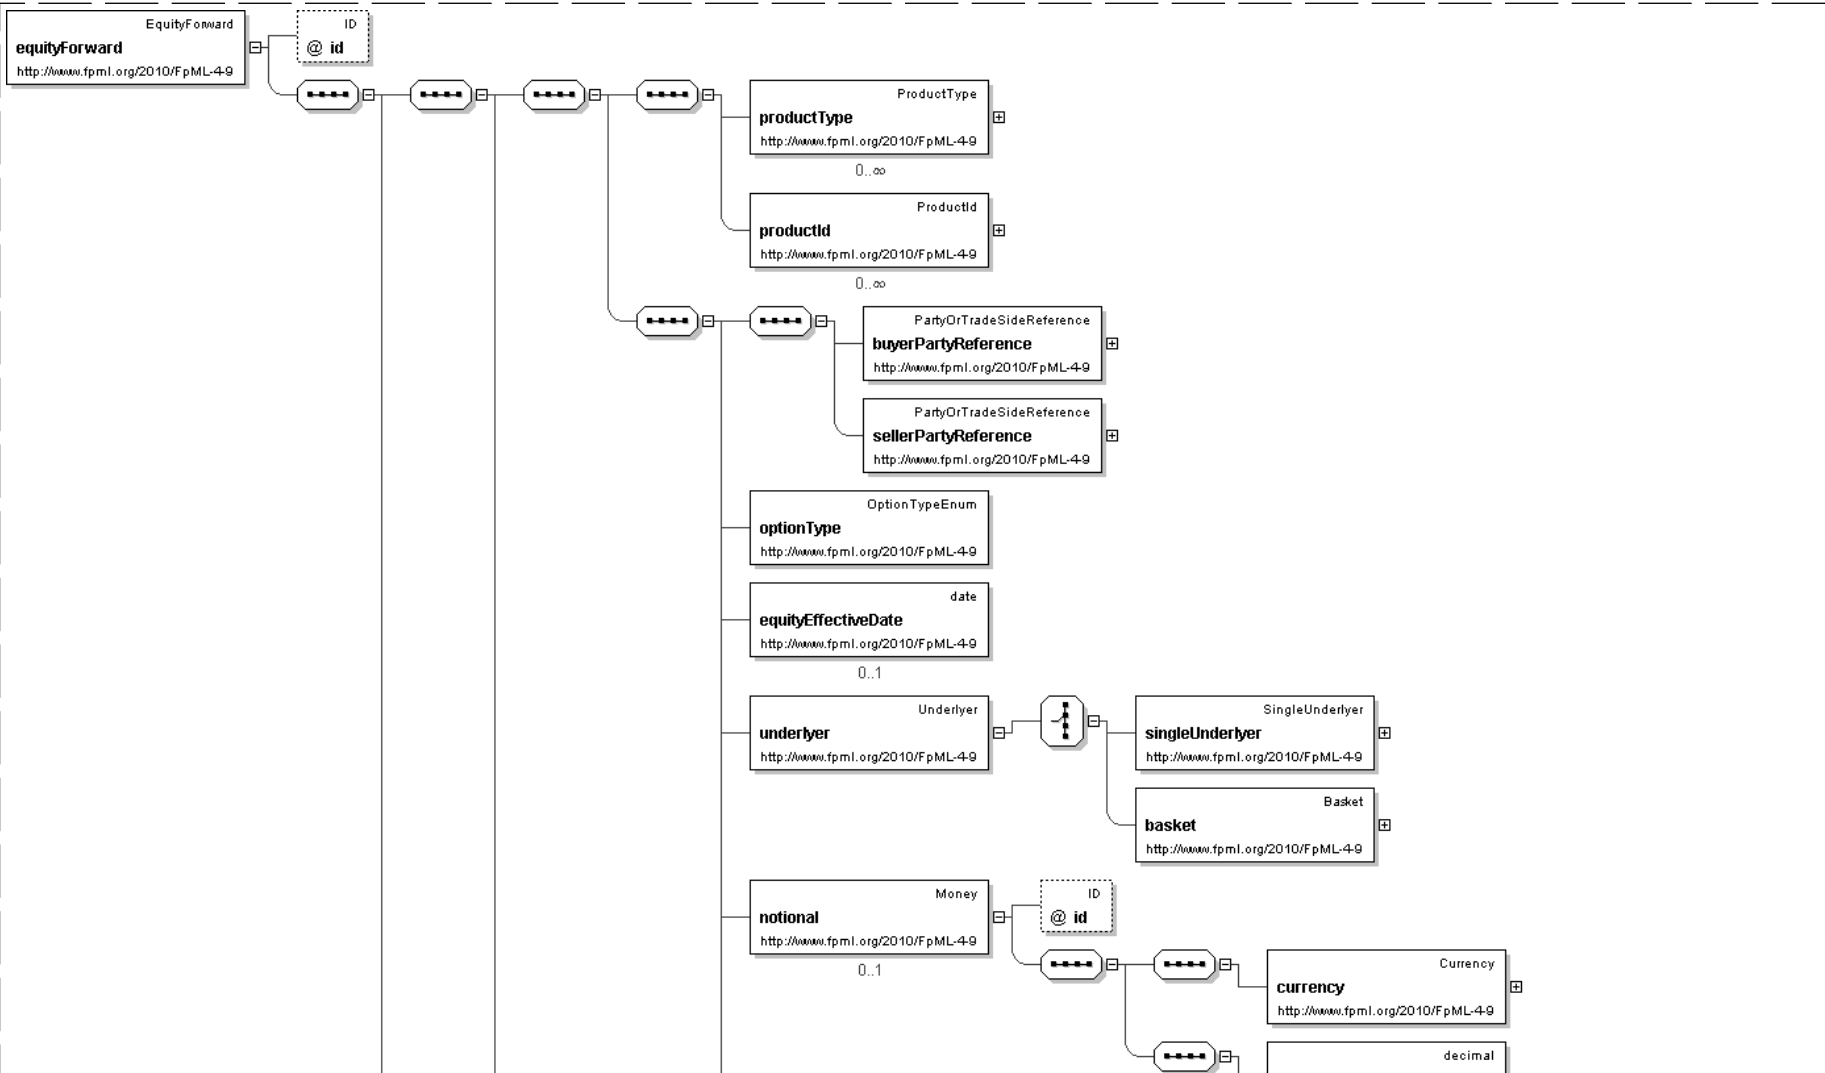 EquityForward
equityForward
http://www.fpml.org/2010/FpML-4-9
ID
@ id
ProductType
productType
http://www.fpml.org/2010/FpML-4-9
0..∞
ProductId
productId
http://www.fpml.org/2010/FpML-4-9
0..∞
PartyOrTradeSideReference
buyerPartyReference
http://www.fpml.org/2010/FpML-4-9
PartyOrTradeSideReference
sellerPartyReference
http://www.fpml.org/2010/FpML-4-9
OptionTypeEnum
optionType
http://www.fpml.org/2010/FpML-4-9
date
equityEffectiveDate
http://www.fpml.org/2010/FpML-4-9
0..1
Underlyer
underlyer
http://www.fpml.org/2010/FpML-4-9
SingleUnderlyer
singleUnderlyer
http://www.fpml.org/2010/FpML-4-9
Basket
basket
http://www.fpml.org/2010/FpML-4-9
Money
notional
http://www.fpml.org/2010/FpML-4-9
0..1
ID
@ id
Currency
currency
http://www.fpml.org/2010/FpML-4-9
decimal